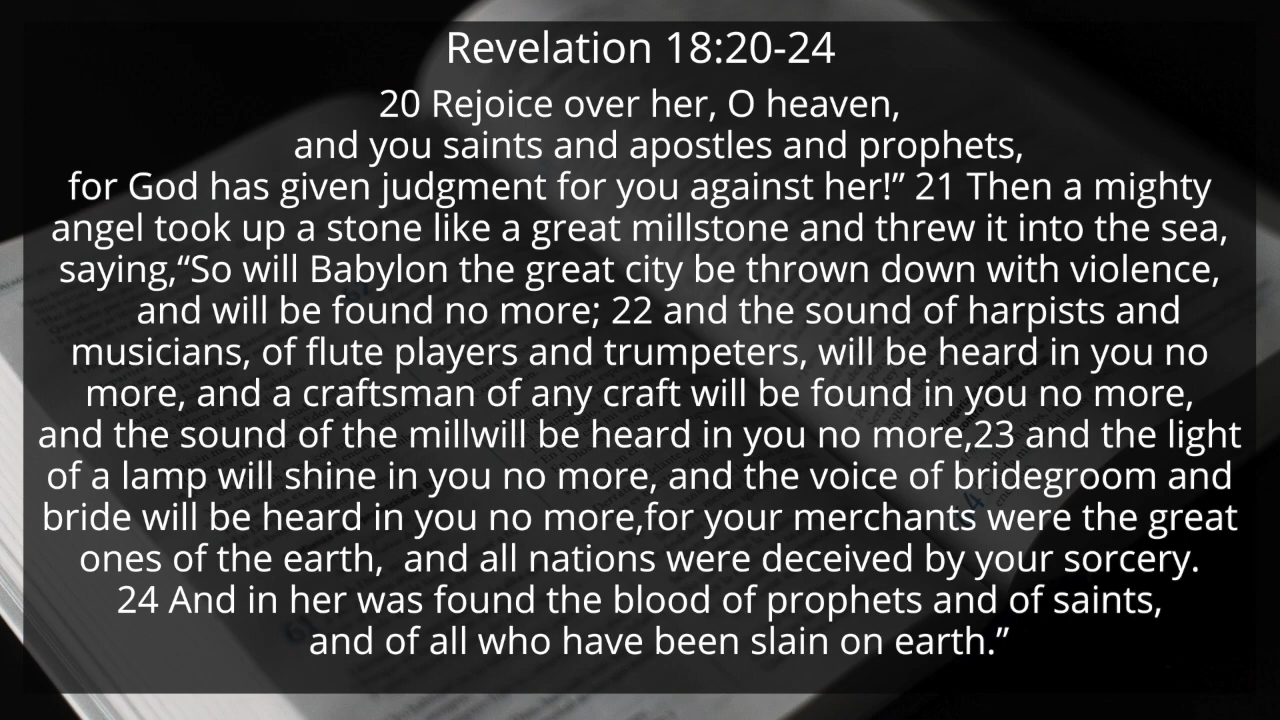 Revelation 18:20-24
20 Rejoice over her, O heaven,
and you saints and apostles and prophets,
for God has given judgment for you against her!” 21 Then a mighty
angel took up a stone like a great millstone and threw it into the sea,
saying,“So will Babylon the great city be thrown down with violence,
and will be found no more; 22 and the sound of harpists and
musicians, of flute players and trumpeters, will be heard in you no
more, and a craftsman of any craft will be found in you no more,
and the sound of the millwill be heard in you no more,23 and the light
of a lamp will shine in you no more, and the voice of bridegroom and
bride will be heard in you no more,for your merchants were the great
ones of the earth,  and all nations were deceived by your sorcery.
24 And in her was found the blood of prophets and of saints,
and of all who have been slain on earth.”